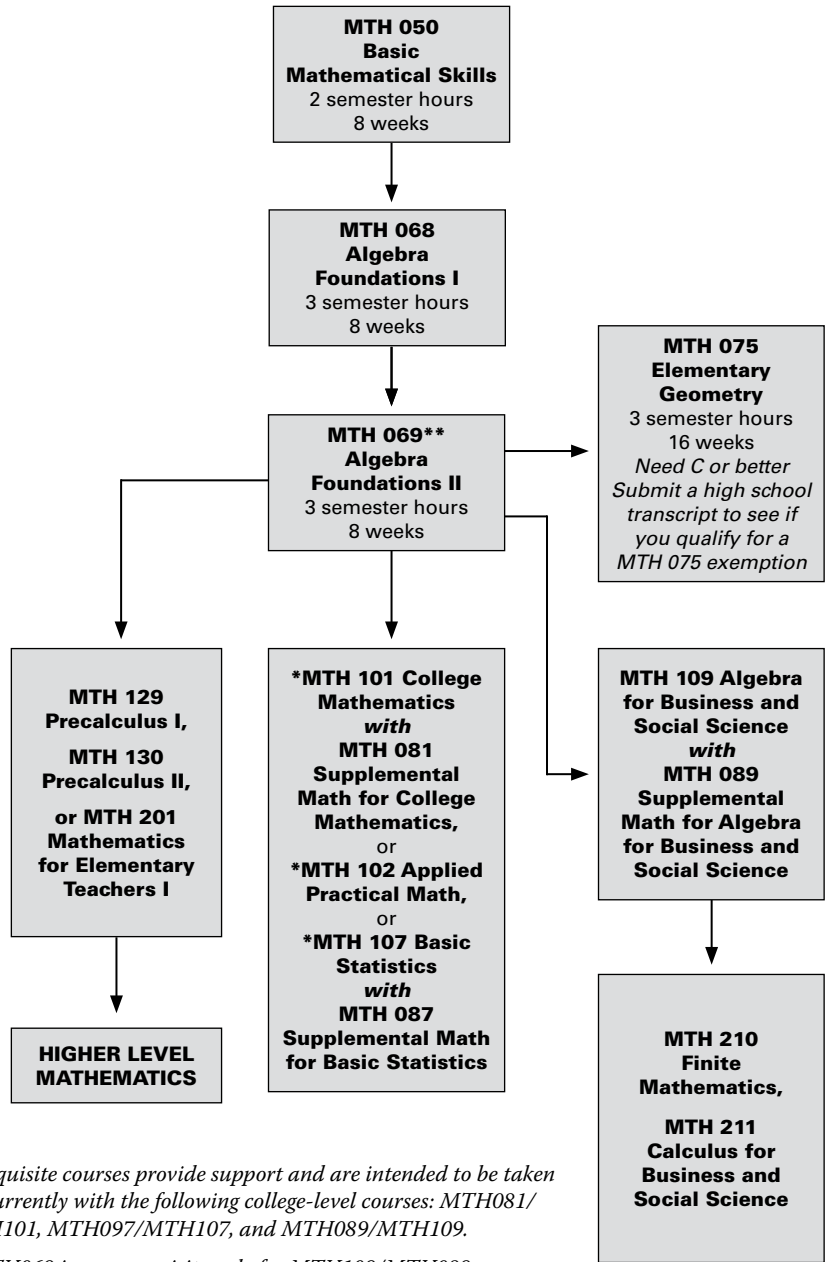 MTH 050
Basic
Mathematical Skills
2 semester hours
8 weeks
MTH 068
Algebra
Foundations I
3 semester hours
8 weeks
MTH 069**
Algebra
Foundations II
3 semester hours
8 weeks
MTH 075
Elementary
Geometry
3 semester hours
16 weeks
Need C or better
Submit a high school
transcript to see if
you qualify for a
MTH 075 exemption
MTH 129
Precalculus I,
MTH 130
Precalculus II,
or MTH 201
Mathematics
for Elementary
Teachers I
HIGHER LEVEL
MATHEMATICS
*MTH 101 College
Mathematics
with
MTH 081
Supplemental
Math for College
Mathematics,
or
*MTH 102 Applied
Practical Math,
or
*MTH 107 Basic
Statistics
with
MTH 087
Supplemental Math
for Basic Statistics
MTH 109 Algebra
for Business and
Social Science
with
MTH 089
Supplemental
Math for Algebra
for Business and
Social Science
MTH 210
Finite
Mathematics,
MTH 211
Calculus for
Business and
Social Science
quisite courses provide support and are intended to be taken
urrently with the following college-level courses: MTH081/
H101, MTH097/MTH107, and MTH089/MTH109.